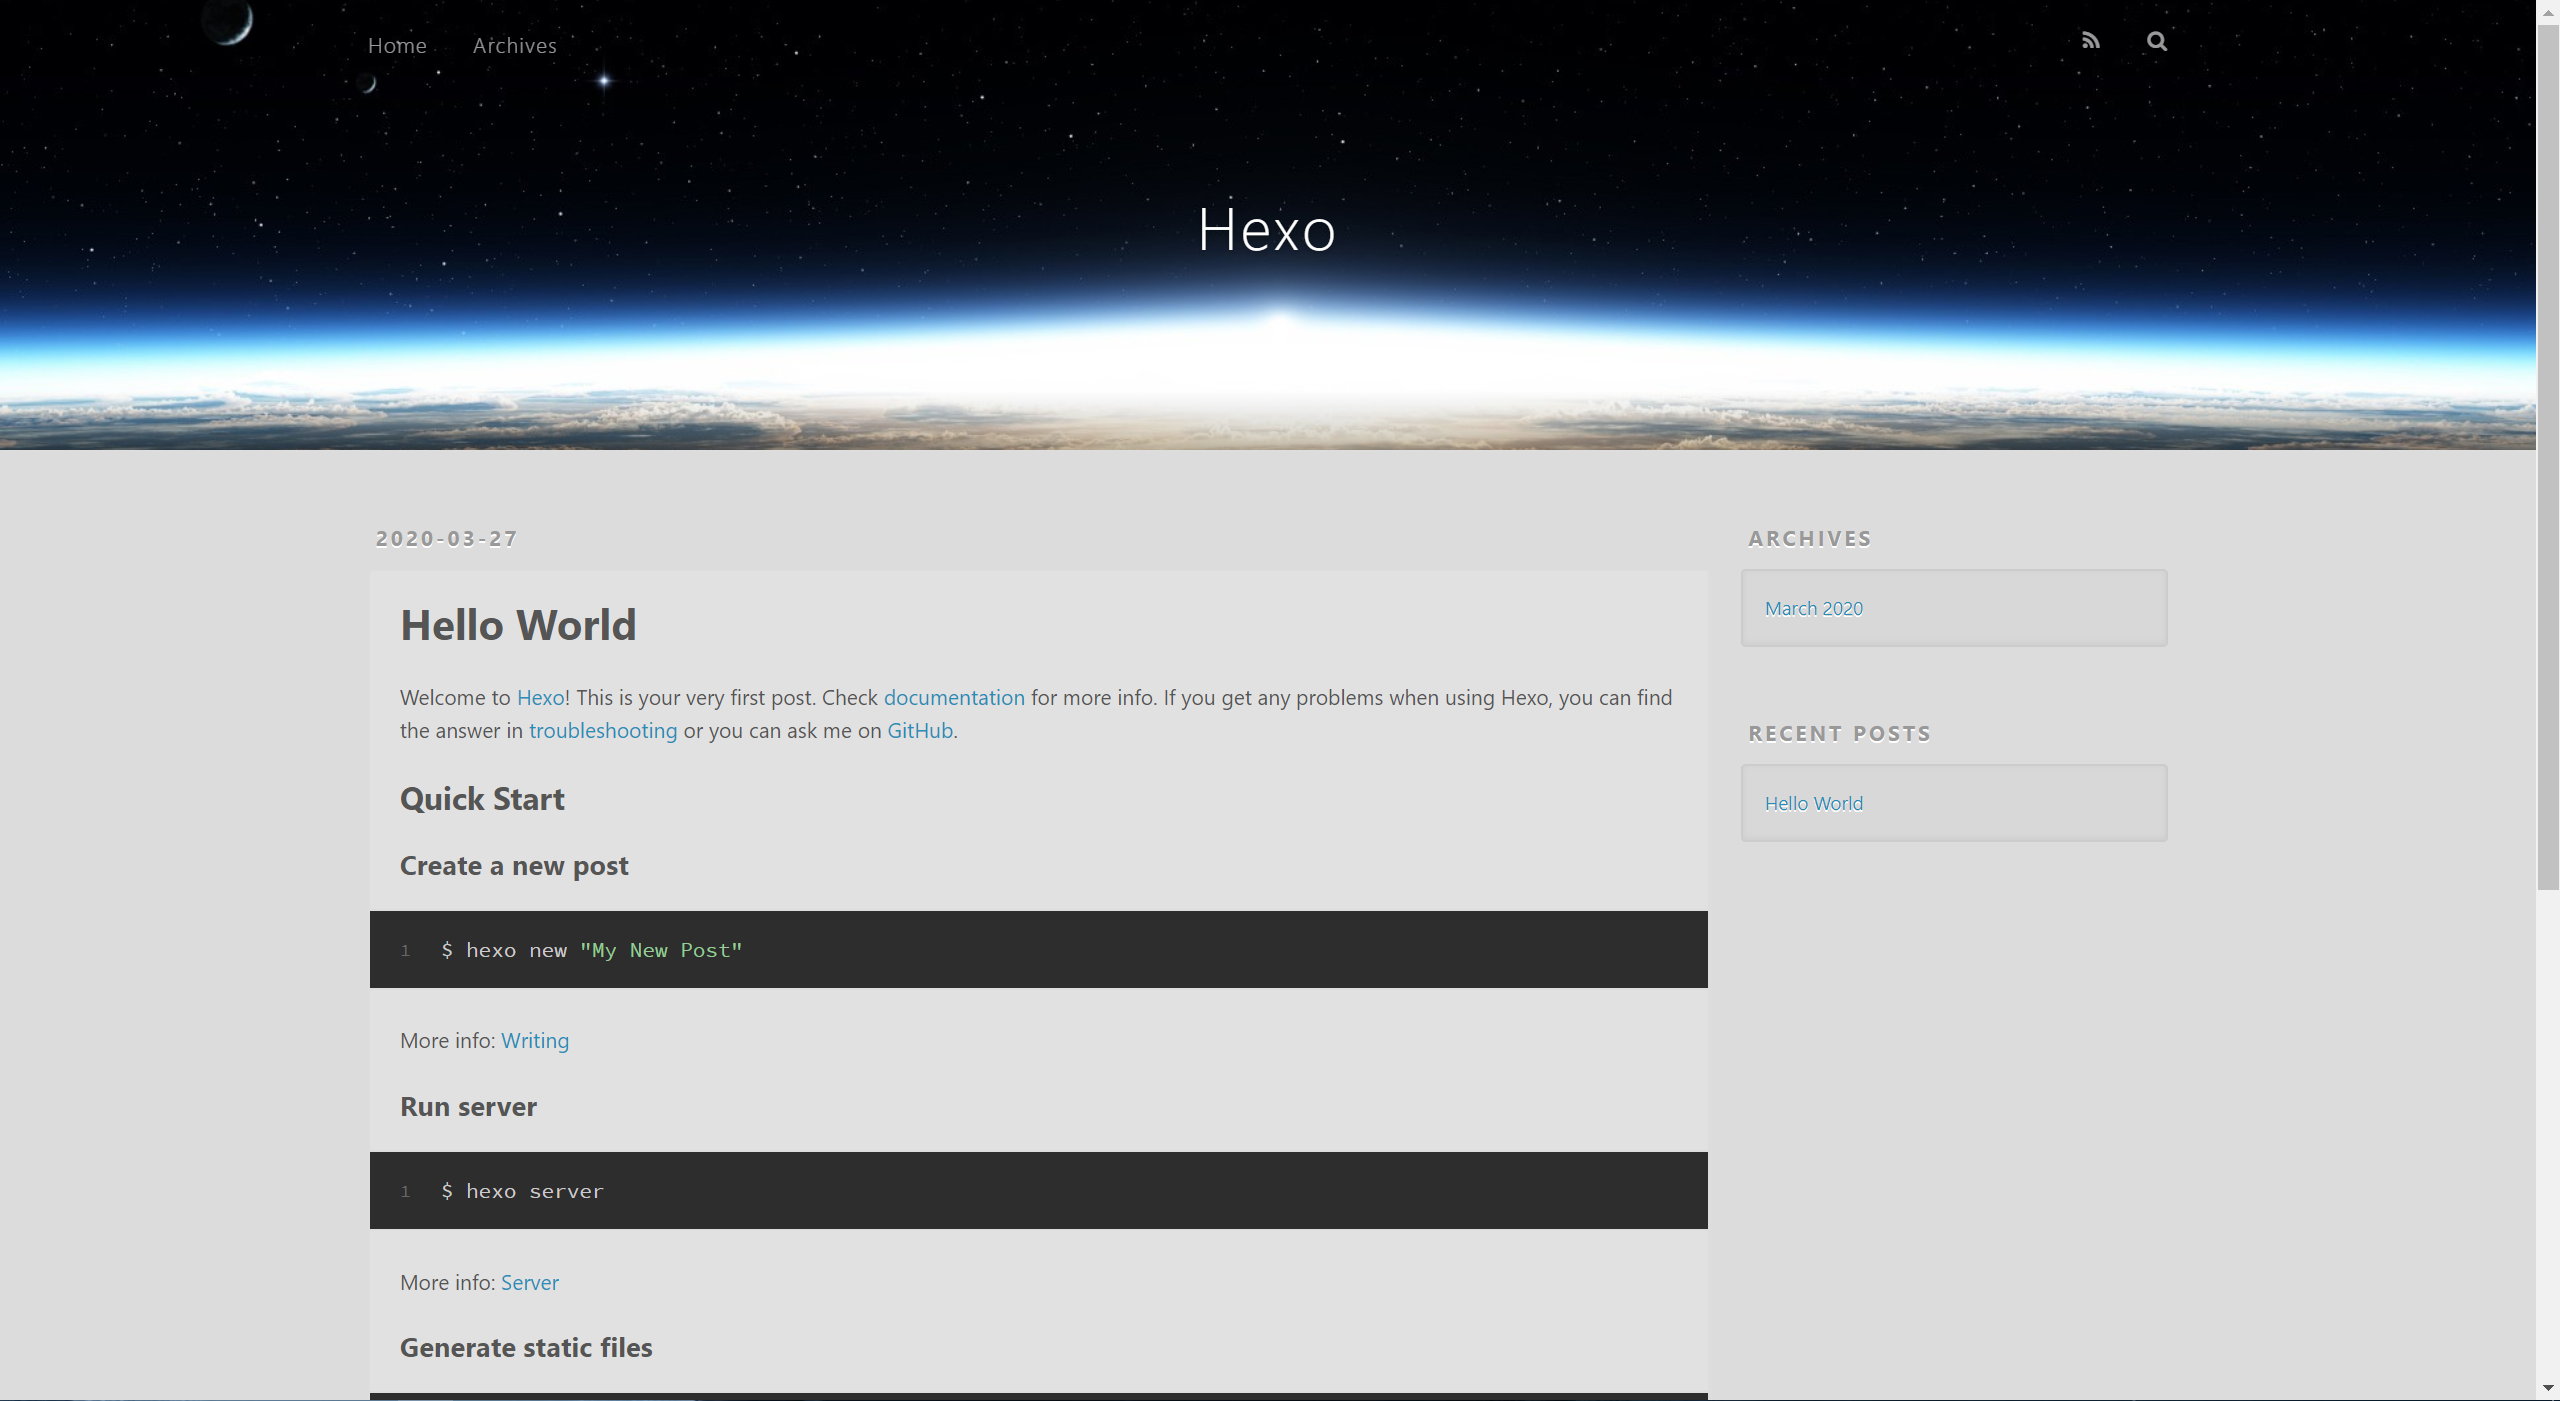 Home Archives
Hexo
2020-03-27
Hello World
Welcome to Hexo! This is your very first post. Check documentation for more info. If you get any problems when using Hexo, you can find
the answer in troubleshooting or you can ask me on GitHub.
Quick Start
Create a new post
1 $ hexo new "My New Post"
More info: Writing
Run server
1 $ hexo server
More info: Server
Generate static files
ARCHIVES
March 2020
RECENT POSTS
Hello World